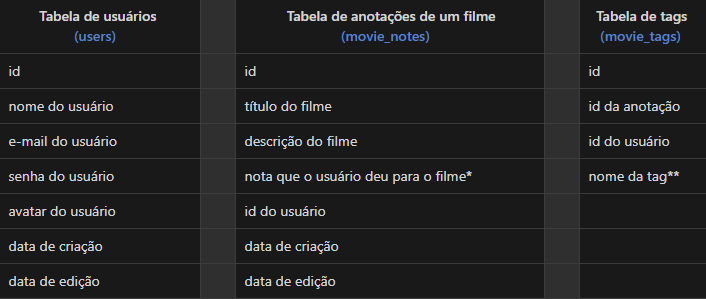 Tabela de usuários Tabela de anotações de um filme Tabela de tags
(users) (movie_notes) (movie_tags)
id id id
nome do usuário título do filme id da anotação
e-mail do usuário descrição do filme id do usuário
senha do usuário nota que o usuário deu para o filme* nome da tag**
avatar do usuário id do usuário
data de criação data de criação
data de edição data de edição